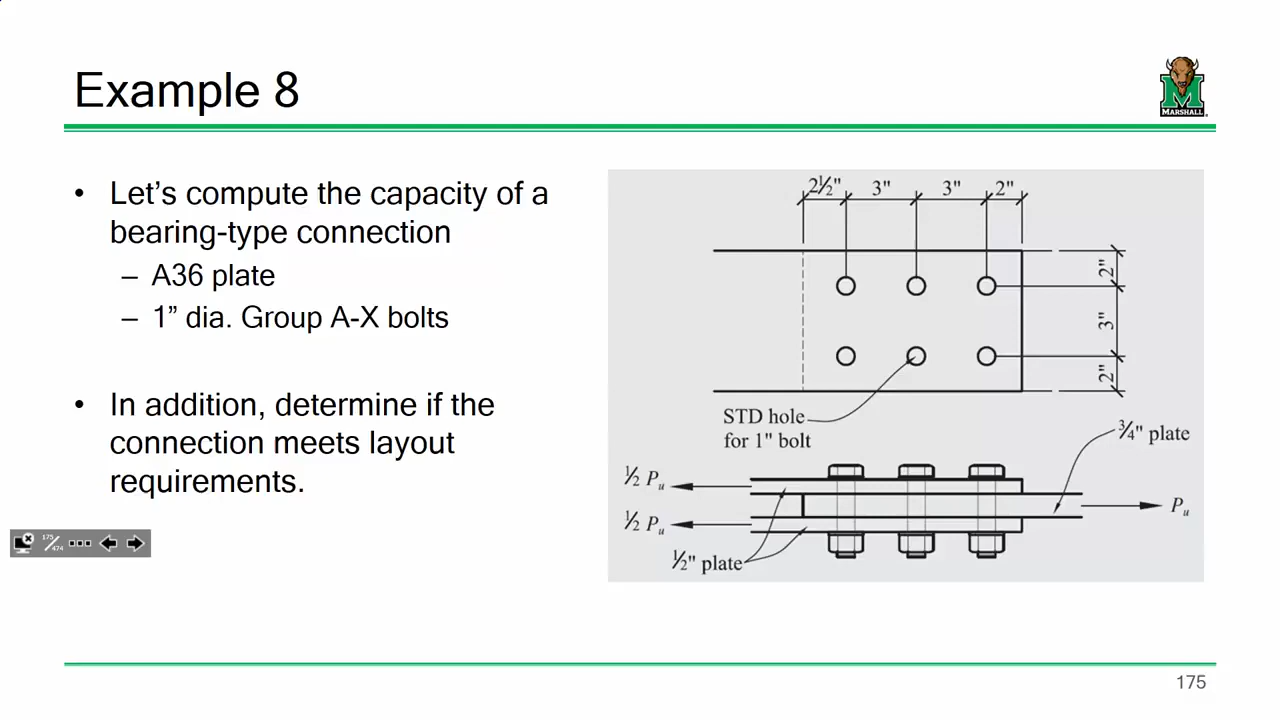 Example 8
MARSHALL
• Let’s compute the capacity of a
bearing-type connection
– A36 plate
– 1” dia. Group A-X bolts
• In addition, determine if the
connection meets layout
requirements.
2½" 3" 3" 2"
2"
3"
2"
STD hole
for 1" bolt
¾" plate
½ Pu
Pu
½ Pu
½" plate
175/474
175